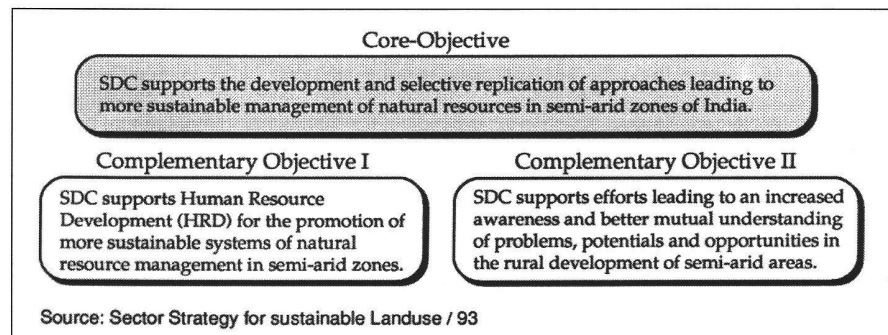 Core-Objective
SDC supports the development and selective replication of approaches leading to
more sustainable management of natural resources in semi-arid zones of India.
Complementary Objective I
SDC supports Human Resource
Development (HRD) for the promotion of
more sustainable systems of natural
resource management in semi-arid zones.
Complementary Objective II
SDC supports efforts leading to an increased
awareness and better mutual understanding
of problems, potentials and opportunities in
the rural development of semi-arid areas.
Source: Sector Strategy for sustainable Landuse / 93